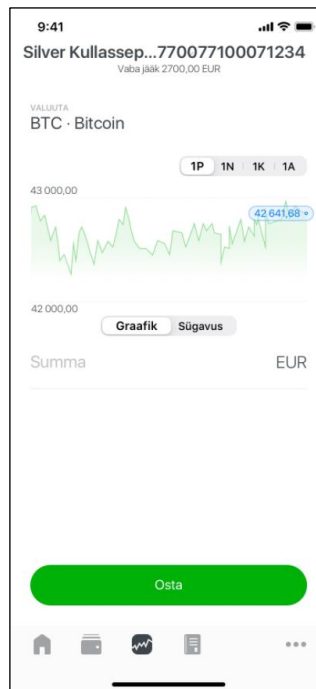 9:41
Silver Kullassep...770077100071234
Vaba jääk 2700,00 EUR
VALUUTA
BTC · Bitcoin
1P 1N 1K 1A
43 000,00
42 641,68
42 000,00
Graafik Sügavus
Summa EUR
Osta